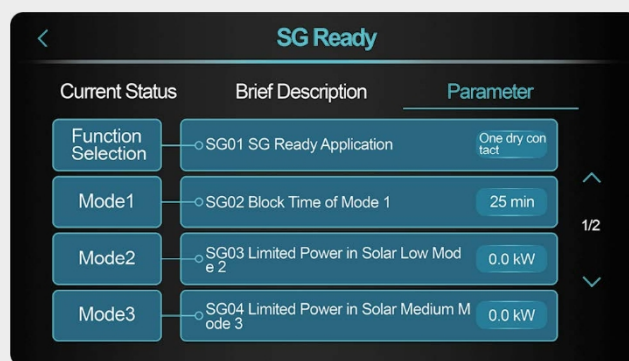 SG Ready
Current Status
Brief Description
Parameter
Function
Selection
SG01 SG Ready Application
One dry con
tact
Mode1
SG02 Block Time of Mode 1
25 min
1/2
Mode2
SG03 Limited Power in Solar Low Mod
e 2
0.0 kW
Mode3
SG04 Limited Power in Solar Medium M
ode 3
0.0 kW